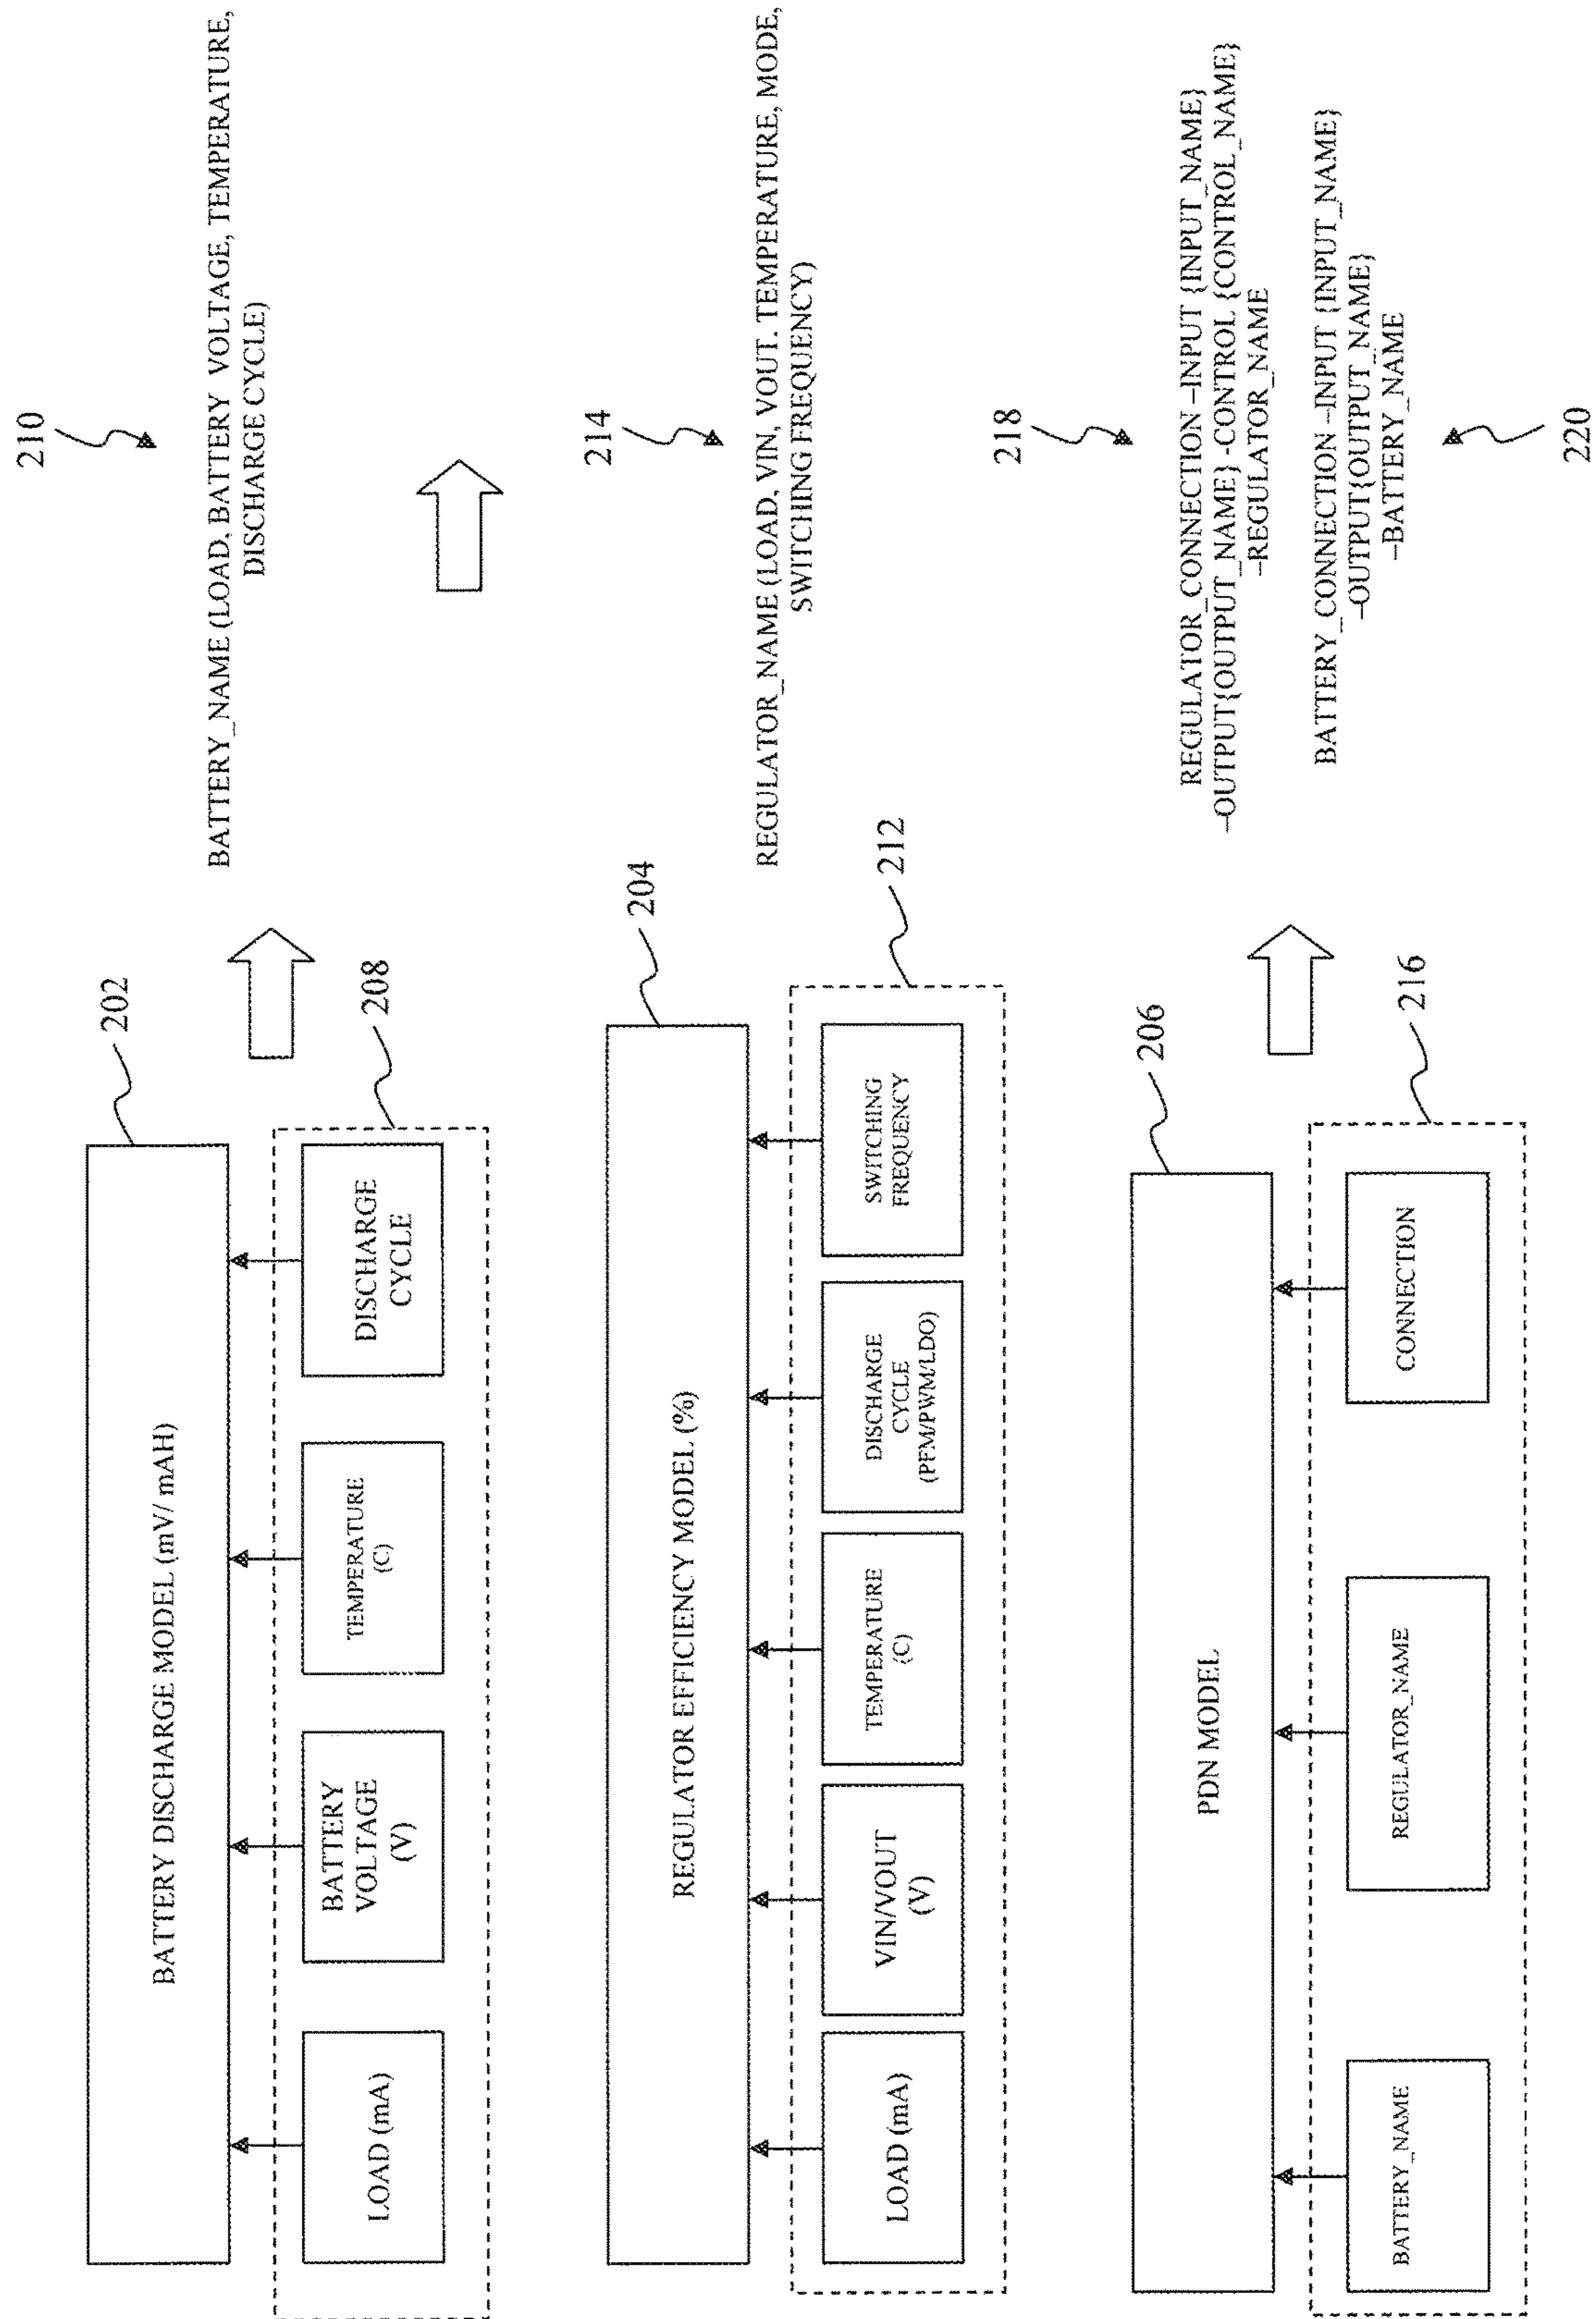 202
BATTERY DISCHARGE MODEL (mV/ mAH)
LOAD (mA)
BATTERY
VOLTAGE
(V)
TEMPERATURE
(C)
DISCHARGE
CYCLE
208
210
BATTERY_NAME (LOAD, BATTERY VOLTAGE, TEMPERATURE,
DISCHARGE CYCLE)
204
REGULATOR EFFICIENCY MODEL (%)
LOAD (mA)
VIN/VOUT
(V)
TEMPERATURE
(C)
DISCHARGE
CYCLE
(PFM/PWM/LDO)
SWITCHING
FREQUENCY
212
214
REGULATOR_NAME (LOAD, VIN, VOUT. TEMPERATURE, MODE,
SWITCHING FREQUENCY)
206
PDN MODEL
BATTERY_NAME
REGULATOR_NAME
CONNECTION
216
218
REGULATOR_CONNECTION –INPUT {INPUT_NAME}
–OUTPUT{OUTPUT_NAME} -CONTROL {CONTROL_NAME}
–REGULATOR_NAME
BATTERY_CONNECTION –INPUT {INPUT_NAME}
–OUTPUT{OUTPUT_NAME}
–BATTERY_NAME
220